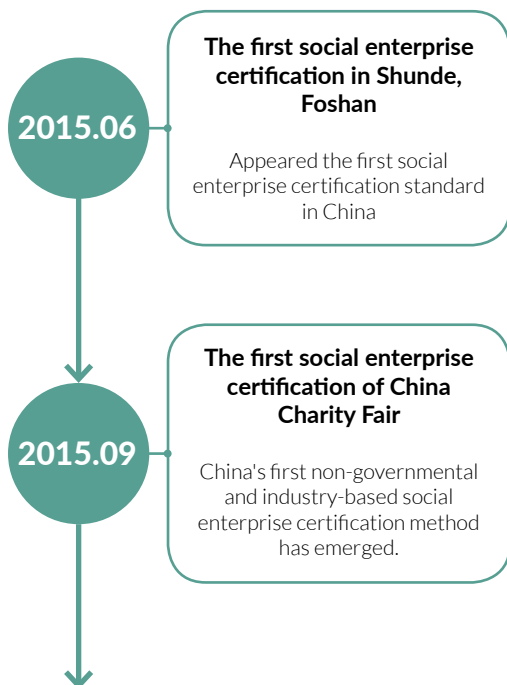 2015.06
The first social enterprise
certification in Shunde,
Foshan
Appeared the first social
enterprise certification standard
in China
2015.09
The first social enterprise
certification of China
Charity Fair
China's first non-governmental
and industry-based social
enterprise certification method
has emerged.